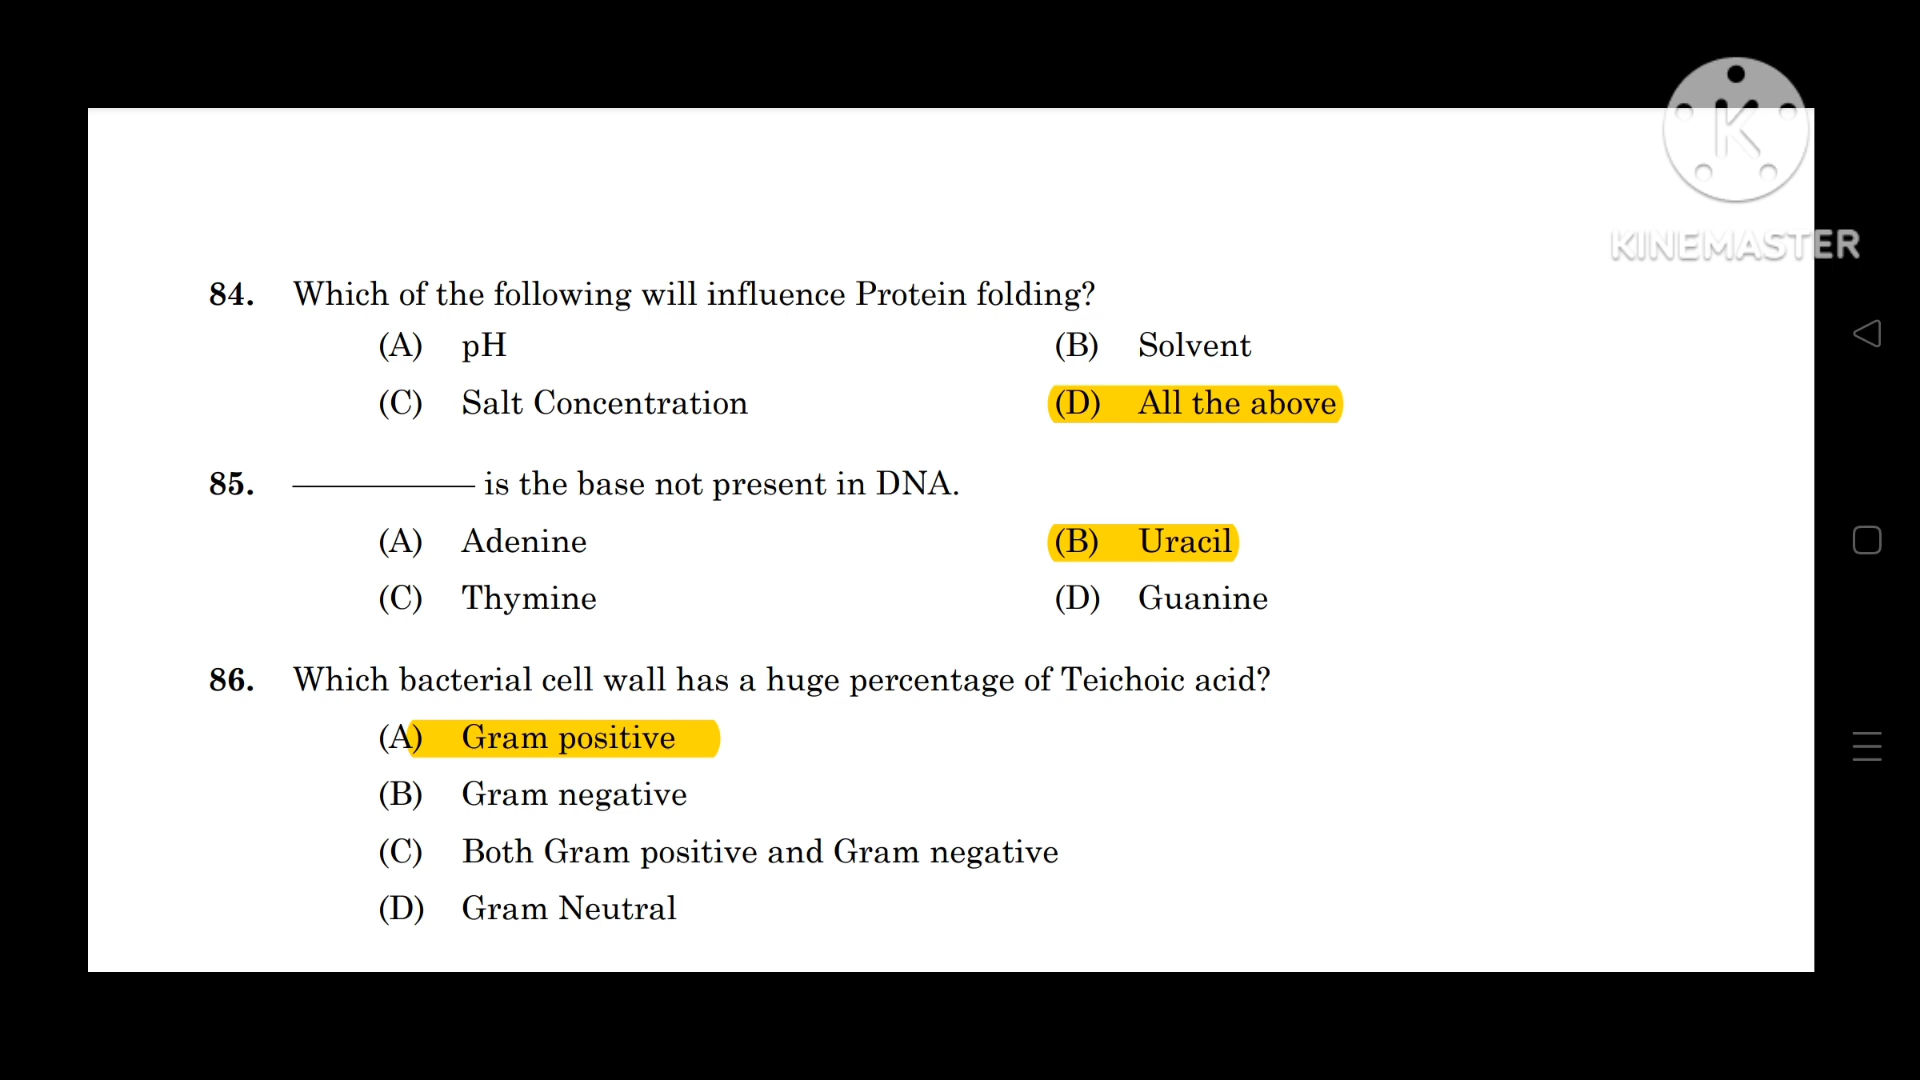 K
KINEMASTER
84. Which of the following will influence Protein folding?
(A) pH (B) Solvent
(C) Salt Concentration (D) All the above
85. ________ is the base not present in DNA.
(A) Adenine (B) Uracil
(C) Thymine (D) Guanine
86. Which bacterial cell wall has a huge percentage of Teichoic acid?
(A) Gram positive
(B) Gram negative
(C) Both Gram positive and Gram negative
(D) Gram Neutral